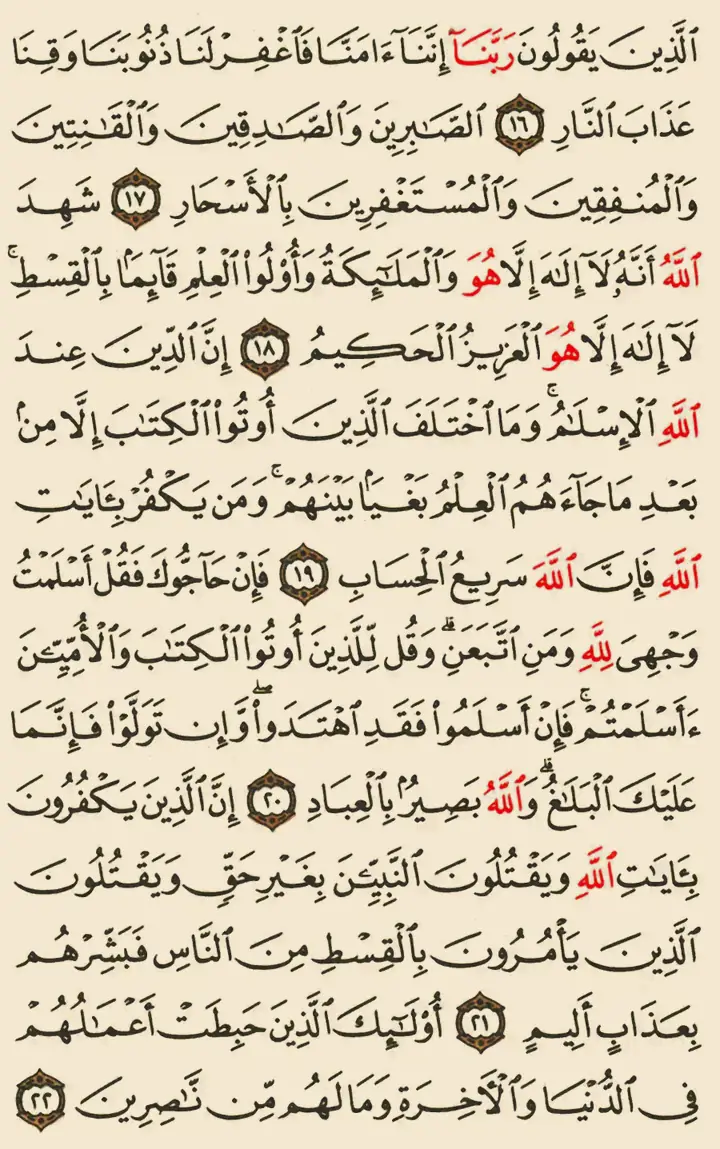 ٱلَّذِينَ يَقُولُونَ رَبَّنَآ إِنَّنَآ ءَامَنَّا فَٱغۡفِرۡ لَنَا ذُنُوبَنَا وَقِنَا
عَذَابَ ٱلنَّارِ ١٦ ٱلصَّٰبِرِينَ وَٱلصَّٰدِقِينَ وَٱلۡقَٰنِتِينَ
وَٱلۡمُنفِقِينَ وَٱلۡمُسۡتَغۡفِرِينَ بِٱلۡأَسۡحَارِ ١٧ شَهِدَ
ٱللَّهُ أَنَّهُۥ لَآ إِلَٰهَ إِلَّا هُوَ وَٱلۡمَلَٰٓئِكَةُ وَأُوْلُواْ ٱلۡعِلۡمِ قَآئِمَۢا بِٱلۡقِسۡطِۚ
لَآ إِلَٰهَ إِلَّا هُوَ ٱلۡعَزِيزُ ٱلۡحَكِيمُ ١٨ إِنَّ ٱلدِّينَ عِندَ
ٱللَّهِ ٱلۡإِسۡلَٰمُۗ وَمَا ٱخۡتَلَفَ ٱلَّذِينَ أُوتُواْ ٱلۡكِتَٰبَ إِلَّا مِنۢ
بَعۡدِ مَا جَآءَهُمُ ٱلۡعِلۡمُ بَغۡيَۢا بَيۡنَهُمۡۗ وَمَن يَكۡفُرۡ بِـَٔايَٰتِ
ٱللَّهِ فَإِنَّ ٱللَّهَ سَرِيعُ ٱلۡحِسَابِ ١٩ فَإِنۡ حَآجُّوكَ فَقُلۡ أَسۡلَمۡتُ
وَجۡهِيَ لِلَّهِ وَمَنِ ٱتَّبَعَنِۗ وَقُل لِّلَّذِينَ أُوتُواْ ٱلۡكِتَٰبَ وَٱلۡأُمِّيِّـۧنَ
ءَأَسۡلَمۡتُمۡۚ فَإِنۡ أَسۡلَمُواْ فَقَدِ ٱهۡتَدَواْۖ وَّإِن تَوَلَّوۡاْ فَإِنَّمَا
عَلَيۡكَ ٱلۡبَلَٰغُۗ وَٱللَّهُ بَصِيرُۢ بِٱلۡعِبَادِ ٢٠ إِنَّ ٱلَّذِينَ يَكۡفُرُونَ
بِـَٔايَٰتِ ٱللَّهِ وَيَقۡتُلُونَ ٱلنَّبِيِّـۧنَ بِغَيۡرِ حَقّٖ وَيَقۡتُلُونَ
ٱلَّذِينَ يَأۡمُرُونَ بِٱلۡقِسۡطِ مِنَ ٱلنَّاسِ فَبَشِّرۡهُم
بِعَذَابٍ أَلِيمٍ ٢١ أُوْلَٰٓئِكَ ٱلَّذِينَ حَبِطَتۡ أَعۡمَٰلُهُمۡ
فِي ٱلدُّنۡيَا وَٱلۡأٓخِرَةِ وَمَا لَهُم مِّن نَّٰصِرِينَ ٢٢